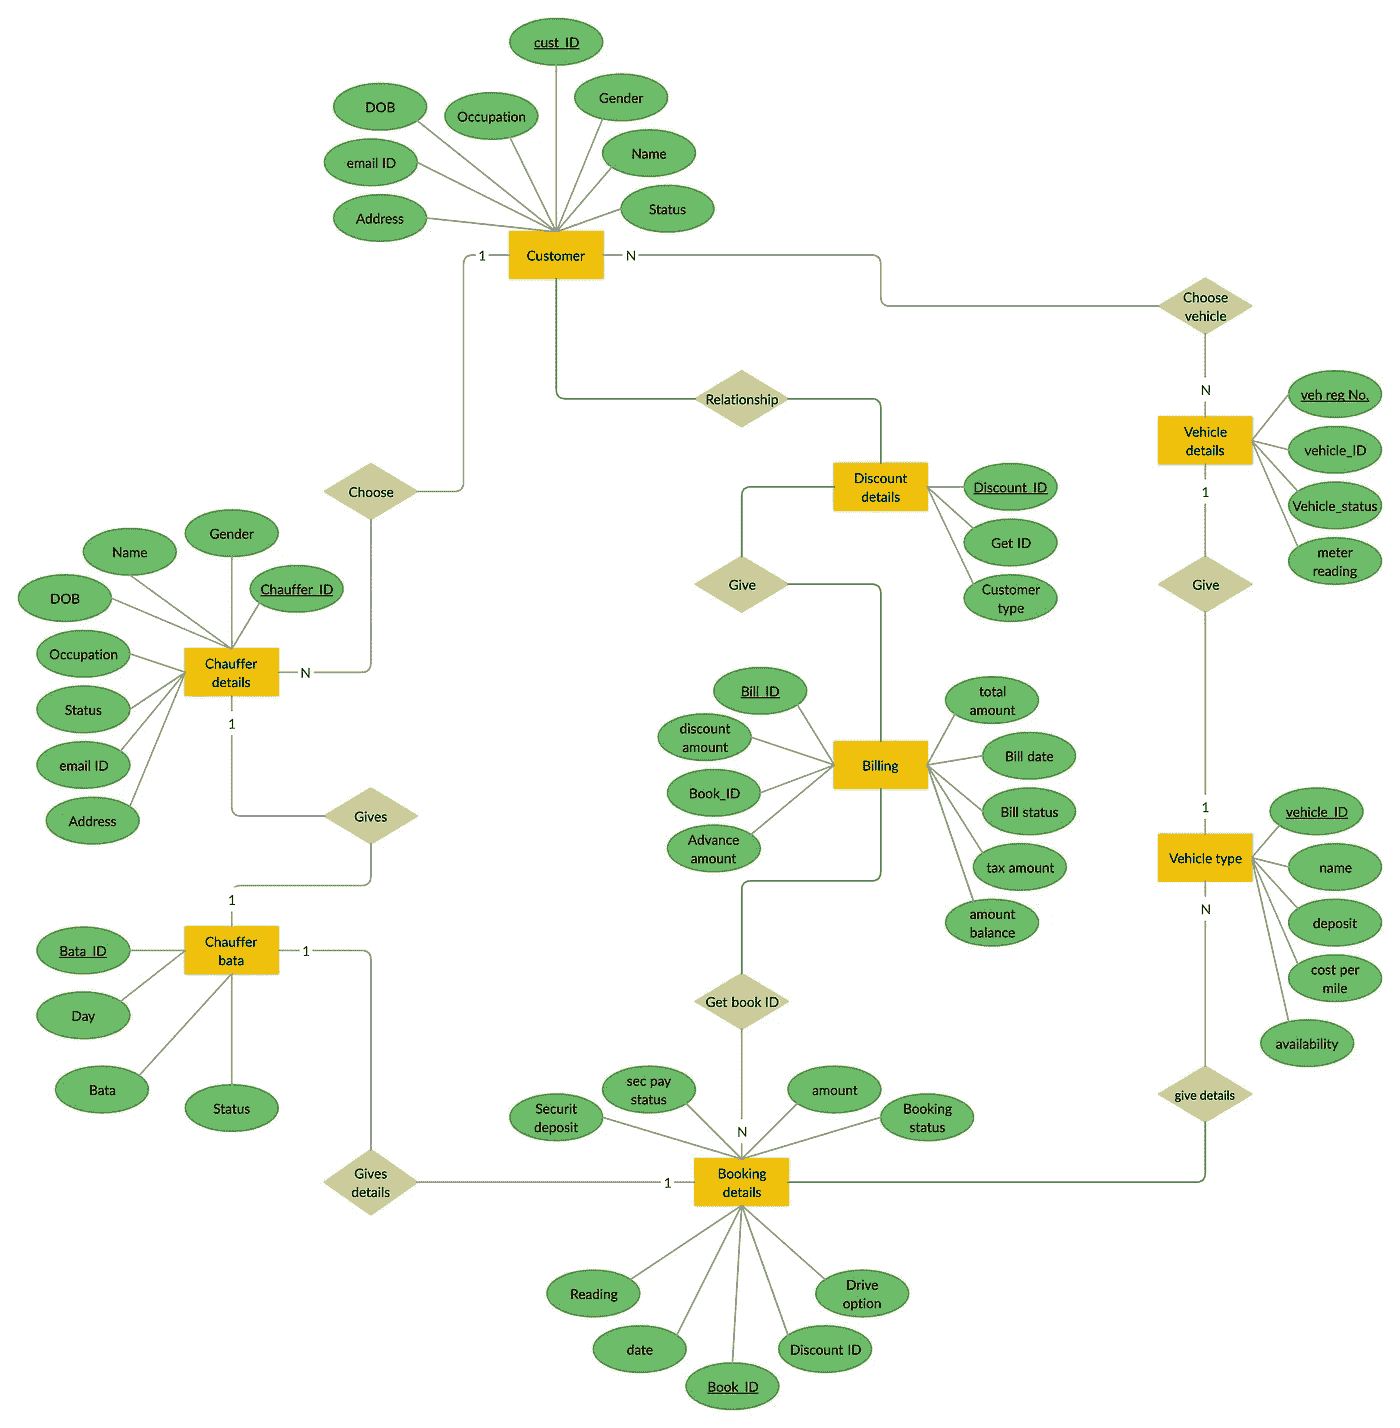 cust_ID
DOB
Occupation
Gender
email ID
Name
Address
Status
1
Customer
N
Choose
vehicle
N
Relationship
veh reg No.
Vehicle
details
vehicle_ID
Vehicle_status
meter
reading
1
Choose
Discount
details
Discount_ID
Get ID
Customer
type
Give
Give
Name
Gender
Chauffer_ID
DOB
Occupation
Chauffer
details
N
Status
1
email ID
Address
Gives
1
Bill_ID
discount
amount
Book_ID
Advance
amount
Billing
total
amount
Bill date
Bill status
tax amount
amount
balance
1
vehicle_ID
Vehicle type
name
N
deposit
cost per
mile
availability
Bata_ID
Chauffer
bata
1
Day
Bata
Status
Get book ID
sec pay
status
amount
Securit
deposit
Booking
status
N
give details
Gives
details
1
Booking
details
Reading
Drive
option
date
Discount ID
Book_ID